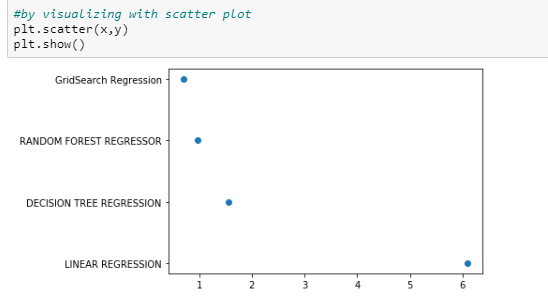 #by visualizing with scatter plot
plt.scatter(x,y)
plt.show()
GridSearch Regression
RANDOM FOREST REGRESSOR
DECISION TREE REGRESSION
LINEAR REGRESSION
1 2 3 4 5 6